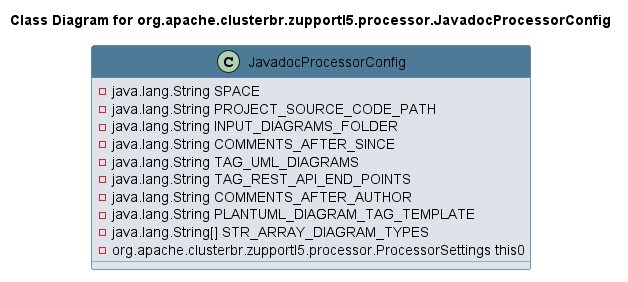 Class Diagram for org.apache.clusterbr.zupportl5.processor.JavadocProcessorConfig
C JavadocProcessorConfig
java.lang.String SPACE
java.lang.String PROJECT_SOURCE_CODE_PATH
java.lang.String INPUT_DIAGRAMS_FOLDER
java.lang.String COMMENTS_AFTER_SINCE
java.lang.String TAG_UML_DIAGRAMS
java.lang.String TAG_REST_API_END_POINTS
java.lang.String COMMENTS_AFTER_AUTHOR
java.lang.String PLANTUML_DIAGRAM_TAG_TEMPLATE
java.lang.String[] STR_ARRAY_DIAGRAM_TYPES
org.apache.clusterbr.zupportl5.processor.ProcessorSettings this0